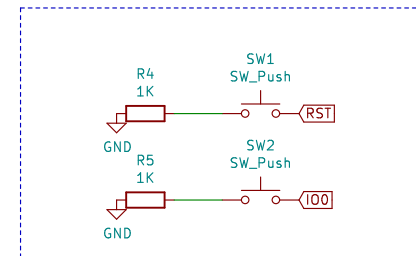 SW1
SW_Push
R4
1K
RST
GND
SW2
SW_Push
R5
1K
IO0
GND